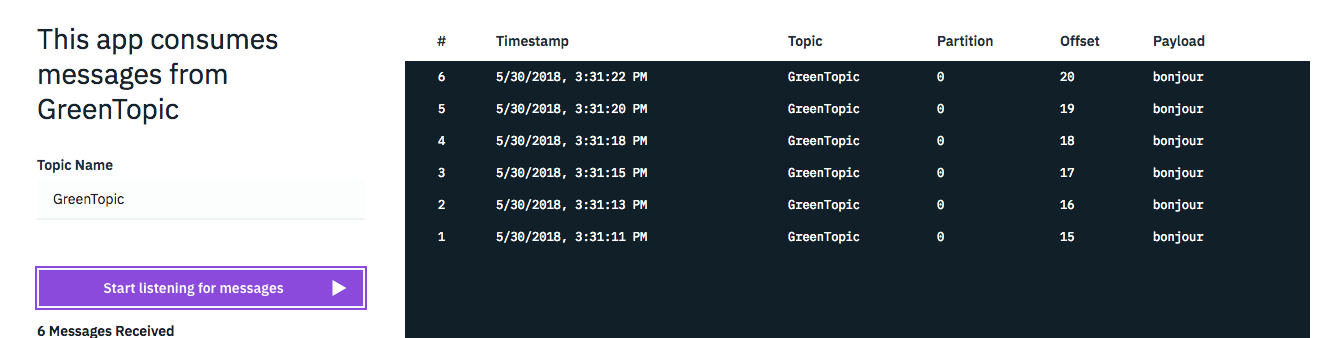 This app consumes
messages from
GreenTopic
Topic Name
GreenTopic
Start listening for messages
6 Messages Received
# Timestamp Topic Partition Offset Payload
6 5/30/2018, 3:31:22 PM GreenTopic 0 20 bonjour
5 5/30/2018, 3:31:20 PM GreenTopic 0 19 bonjour
4 5/30/2018, 3:31:18 PM GreenTopic 0 18 bonjour
3 5/30/2018, 3:31:15 PM GreenTopic 0 17 bonjour
2 5/30/2018, 3:31:13 PM GreenTopic 0 16 bonjour
1 5/30/2018, 3:31:11 PM GreenTopic 0 15 bonjour